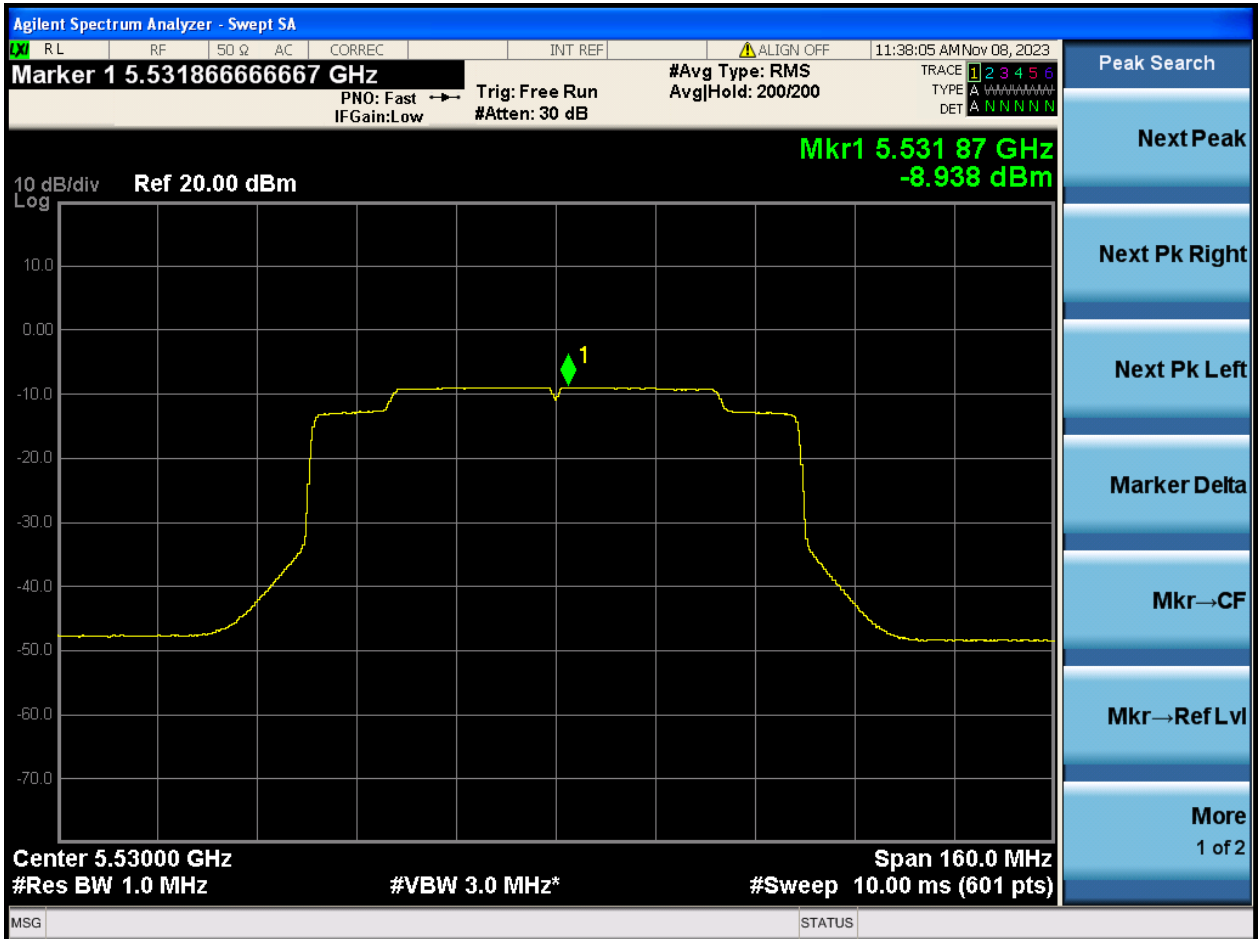 Agilent Spectrum Analyzer - Swept SA
LXI RL RF 50 Ω AC CORREC INT REF ALIGN OFF 11:38:05 AM Nov 08, 2023
Marker 1 5.531866666667 GHz
PNO: Fast
IFGain:Low
Trig: Free Run
#Atten: 30 dB
#Avg Type: RMS
Avg|Hold: 200/200
TRACE 1 2 3 4 5 6
TYPE A WWWWWW
DET A N N N N N
Mkr1 5.531 87 GHz
-8.938 dBm
10 dB/div Ref 20.00 dBm
Log
10.0
0.00
-10.0
-20.0
-30.0
-40.0
-50.0
-60.0
-70.0
1
Center 5.53000 GHz Span 160.0 MHz
#Res BW 1.0 MHz #VBW 3.0 MHz* #Sweep 10.00 ms (601 pts)
MSG STATUS
Peak Search
Next Peak
Next Pk Right
Next Pk Left
Marker Delta
Mkr→CF
Mkr→Ref Lvl
More
1 of 2